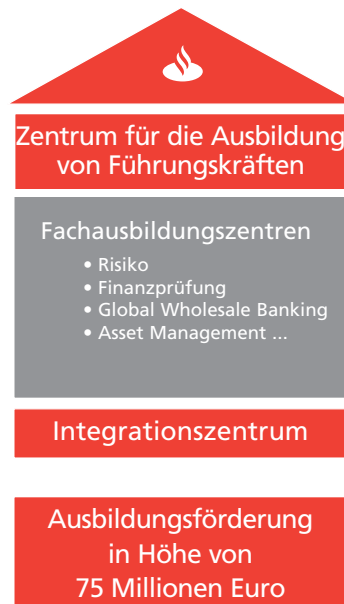 Zentrum für die Ausbildung
von Führungskräften
Fachausbildungszentren
• Risiko
• Finanzprüfung
• Global Wholesale Banking
• Asset Management ...
Integrationszentrum
Ausbildungsförderung
in Höhe von
75 Millionen Euro